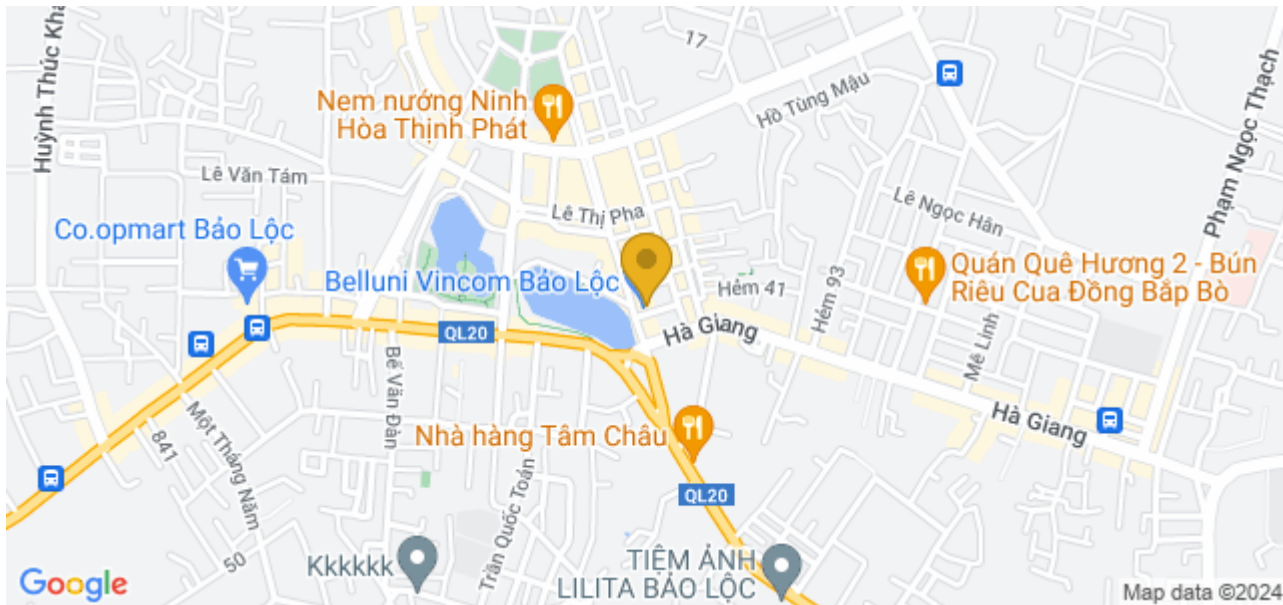 Huỳnh Thúc Kha
17
Hồ Tùng Mậu
Phạm Ngọc Thạch
Nem nướng Ninh
Hòa Thịnh Phát
Lê Văn Tám
Lê Thị Pha
Lê Ngọc Hân
Co.opmart Bảo Lộc
Belluni Vincom Bảo Lộc
Hẻm 41
Hẻm 93
Quán Quê Hương 2 - Bún
Riêu Cua Đồng Bắp Bò
QL20
Hà Giang
Mê Linh
Bế Văn Đàn
Hà Giang
Một Tháng Năm
841
Nhà hàng Tâm Châu
Trần Quốc Toản
QL20
50
Kkkkkk
TIỆM ẢNH
LILITA BẢO LỘC
Google
Map data ©2024